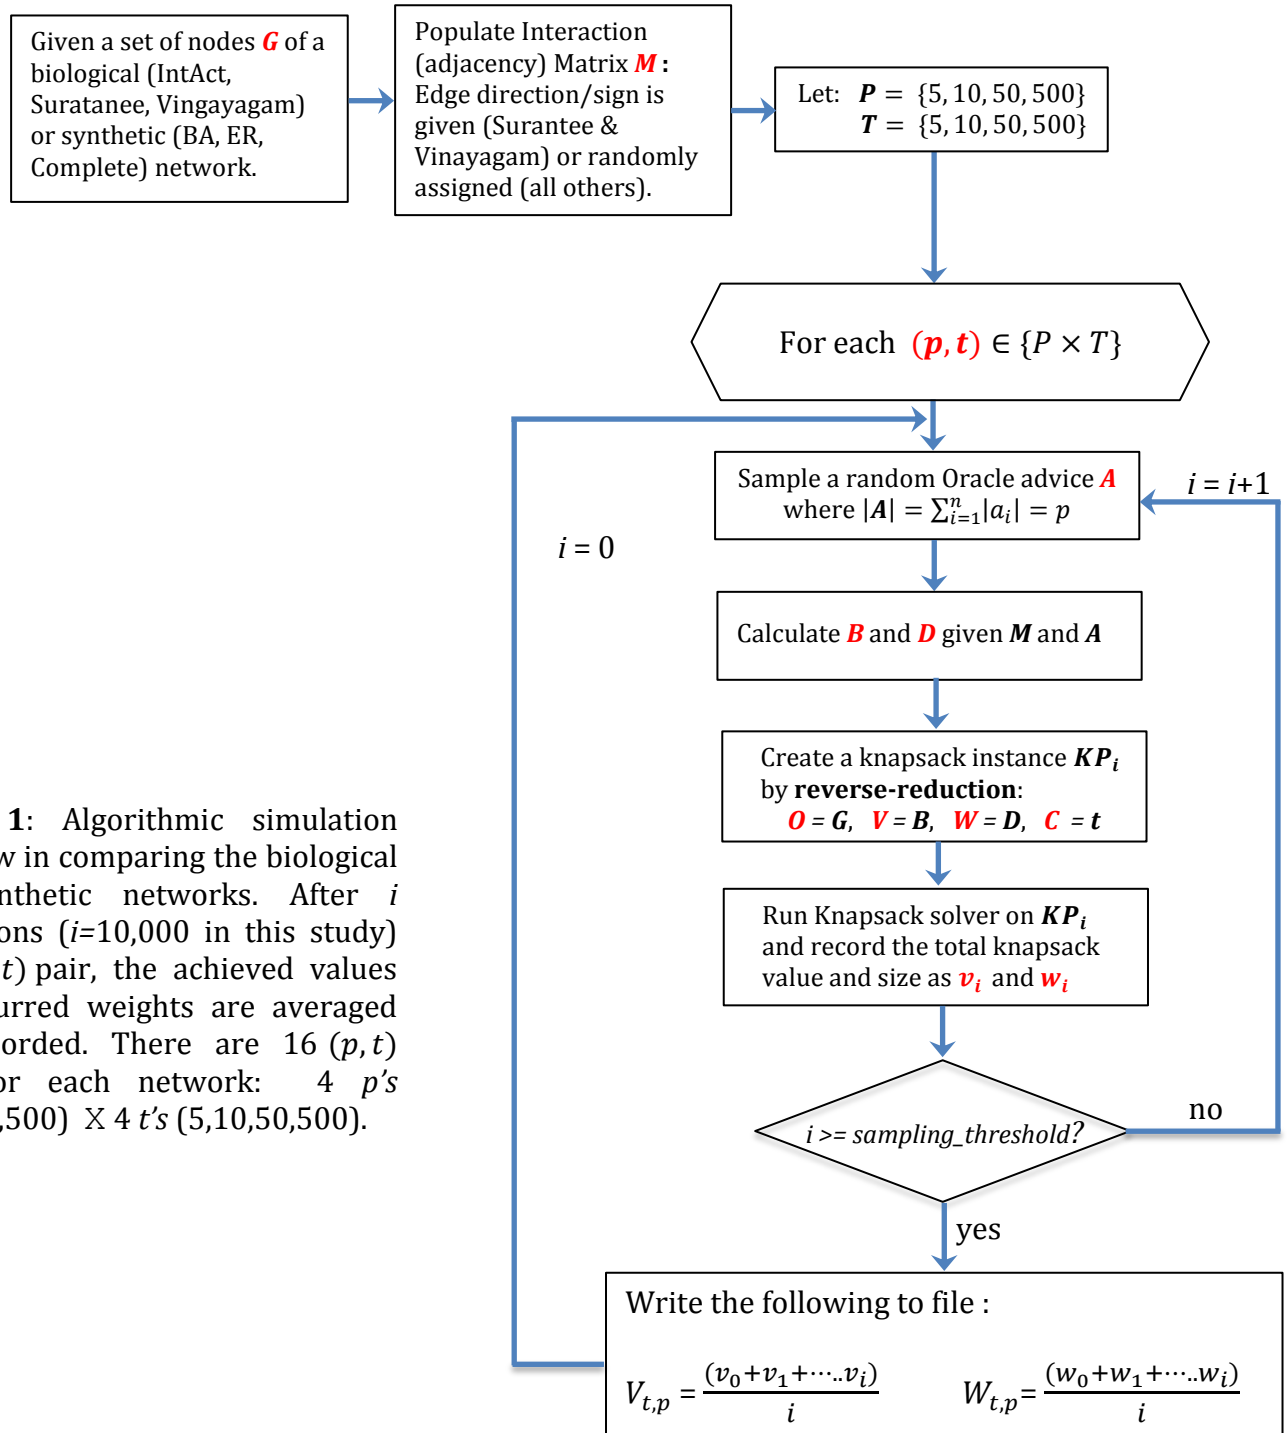 Given a set of nodes G of a
biological (IntAct,
Suratanee, Vingayagam)
or synthetic (BA, ER,
Complete) network.
Populate Interaction
(adjacency) Matrix M :
Edge direction/sign is
given (Surantee &
Vinayagam) or randomly
assigned (all others).
Let: P = {5, 10, 50, 500}
T = {5, 10, 50, 500}
For each (p, t) ∈ {P × T}
Sample a random Oracle advice A
where |A| = ∑ⁿᵢ₌₁|aᵢ| = p
i = i+1
i = 0
Calculate B and D given M and A
Create a knapsack instance KPᵢ
by reverse-reduction:
O = G, V = B, W = D, C = t
Run Knapsack solver on KPᵢ
and record the total knapsack
value and size as vᵢ and wᵢ
i >= sampling_threshold?
no
yes
Write the following to file :
V_{t,p} = (v₀+v₁+⋯..vᵢ)/i W_{t,p}= (w₀+w₁+⋯..wᵢ)/i
1: Algorithmic simulation
w in comparing the biological
nthetic networks. After i
ons (i=10,000 in this study)
t) pair, the achieved values
urred weights are averaged
orded. There are 16 (p, t)
or each network: 4 p's
,500) X 4 t's (5,10,50,500).